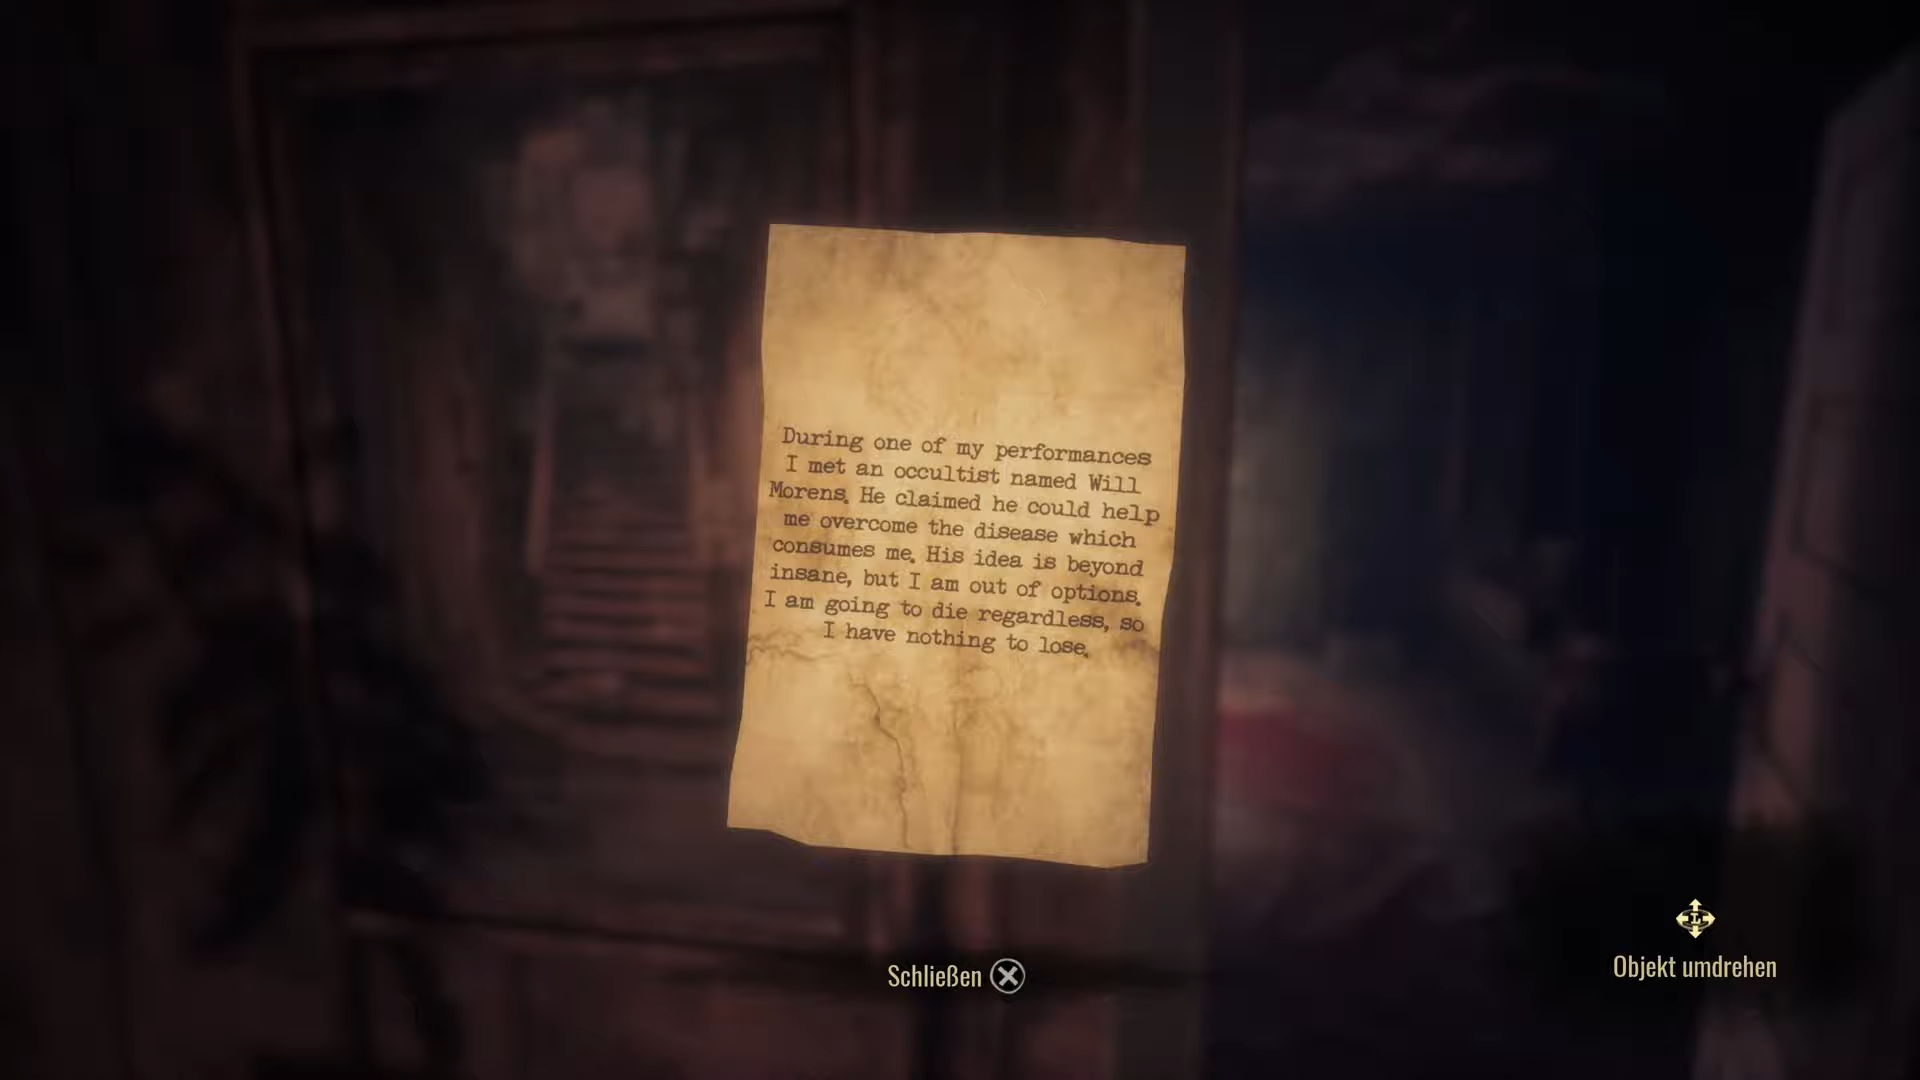 During one of my performances
I met an occultist named Will
Morens. He claimed he could help
me overcome the disease which
consumes me. His idea is beyond
insane, but I am out of options.
I am going to die regardless, so
I have nothing to lose.
L
Schließen
Objekt umdrehen